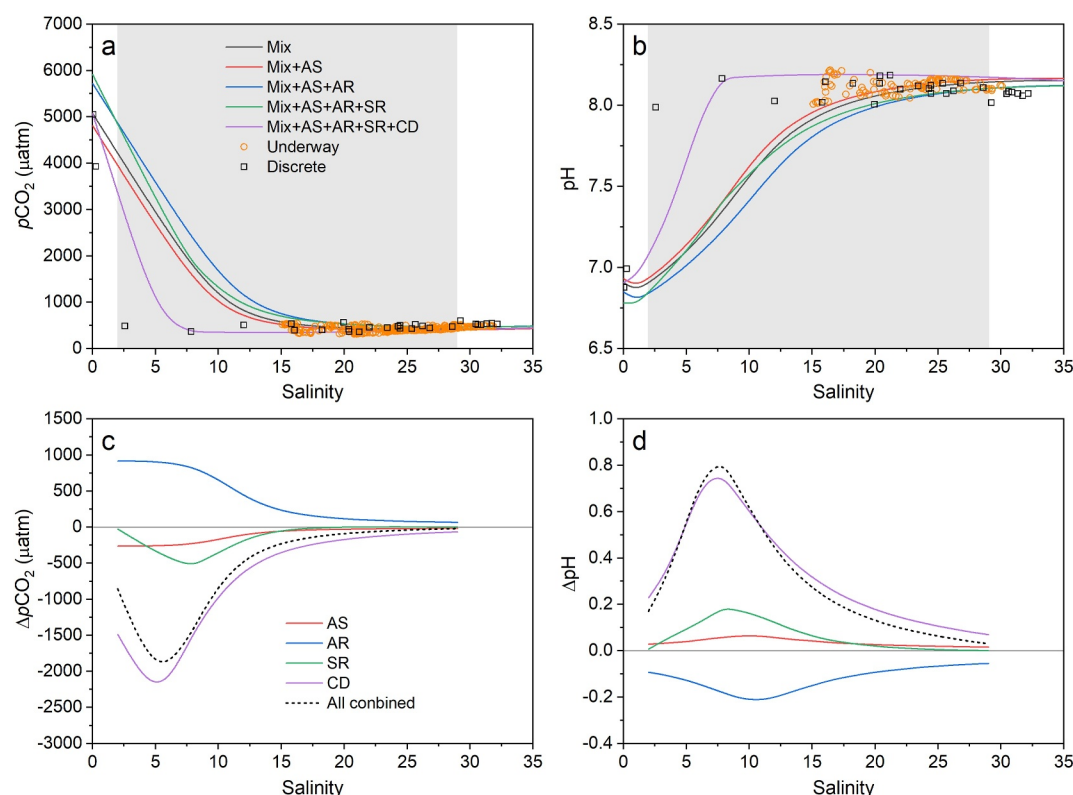 a
7000
6000
5000
4000
3000
2000
1000
0
pCO₂ (μatm)
Mix
Mix+AS
Mix+AS+AR
Mix+AS+AR+SR
Mix+AS+AR+SR+CD
Underway
Discrete
0 5 10 15 20 25 30 35
Salinity
b
8.5
8.0
7.5
7.0
6.5
pH
0 5 10 15 20 25 30 35
Salinity
c
1500
1000
500
0
-500
-1000
-1500
-2000
-2500
-3000
ΔpCO₂ (μatm)
AS
AR
SR
CD
All combined
0 5 10 15 20 25 30 35
Salinity
d
1.0
0.8
0.6
0.4
0.2
0.0
-0.2
-0.4
ΔpH
0 5 10 15 20 25 30 35
Salinity